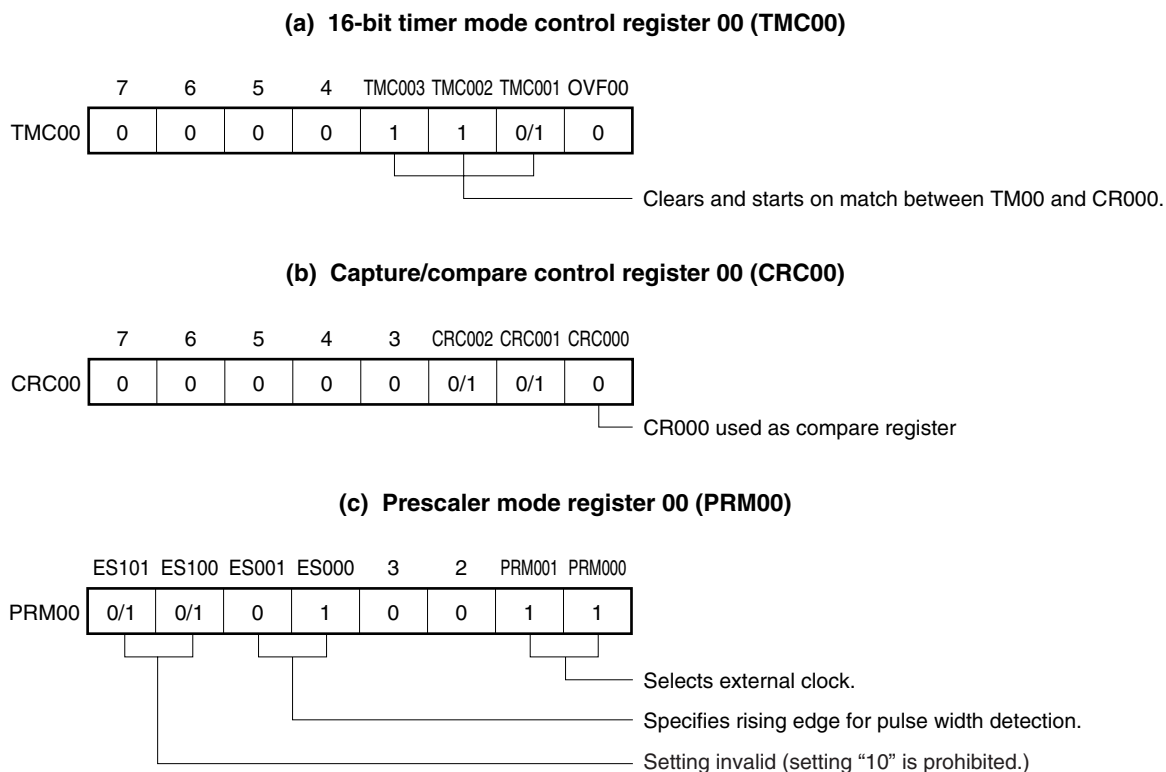 (a) 16-bit timer mode control register 00 (TMC00)
7 6 5 4 TMC003 TMC002 TMC001 OVF00
TMC00 0 0 0 0 1 1 0/1 0
Clears and starts on match between TM00 and CR000.
(b) Capture/compare control register 00 (CRC00)
7 6 5 4 3 CRC002 CRC001 CRC000
CRC00 0 0 0 0 0 0/1 0/1 0
CR000 used as compare register
(c) Prescaler mode register 00 (PRM00)
ES101 ES100 ES001 ES000 3 2 PRM001 PRM000
PRM00 0/1 0/1 0 1 0 0 1 1
Selects external clock.
Specifies rising edge for pulse width detection.
Setting invalid (setting “10” is prohibited.)